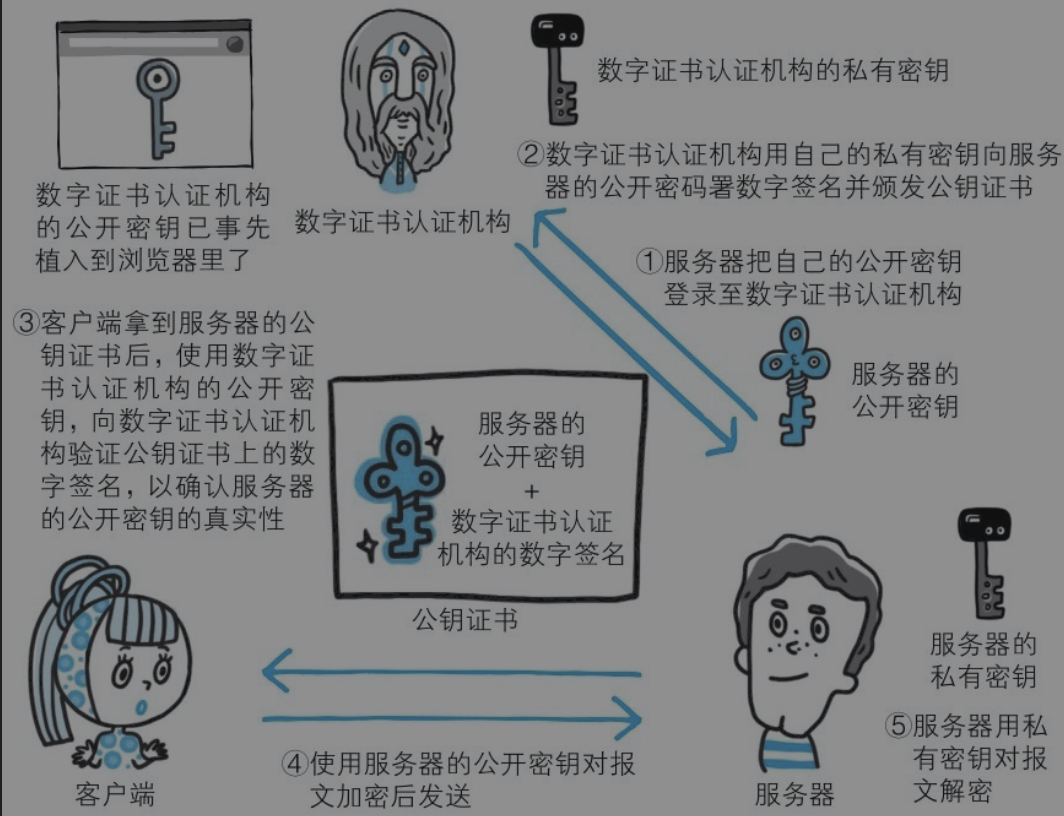 数字证书认证机构的私有密钥
②数字证书认证机构用自己的私有密钥向服务
器的公开密码署数字签名并颁发公钥证书
数字证书认证机构
的公开密钥已事先
植入到浏览器里了
数字证书认证机构
①服务器把自己的公开密钥
登录至数字证书认证机构
③客户端拿到服务器的公
钥证书后，使用数字证
书认证机构的公开密
钥，向数字证书认证机
构验证公钥证书上的数
字签名，以确认服务器
的公开密钥的真实性
服务器的
公开密钥
服务器的
公开密钥
+
数字证书认证
机构的数字签名
公钥证书
服务器的
私有密钥
④使用服务器的公开密钥对报
文加密后发送
⑤服务器用私
有密钥对报
文解密
客户端
服务器